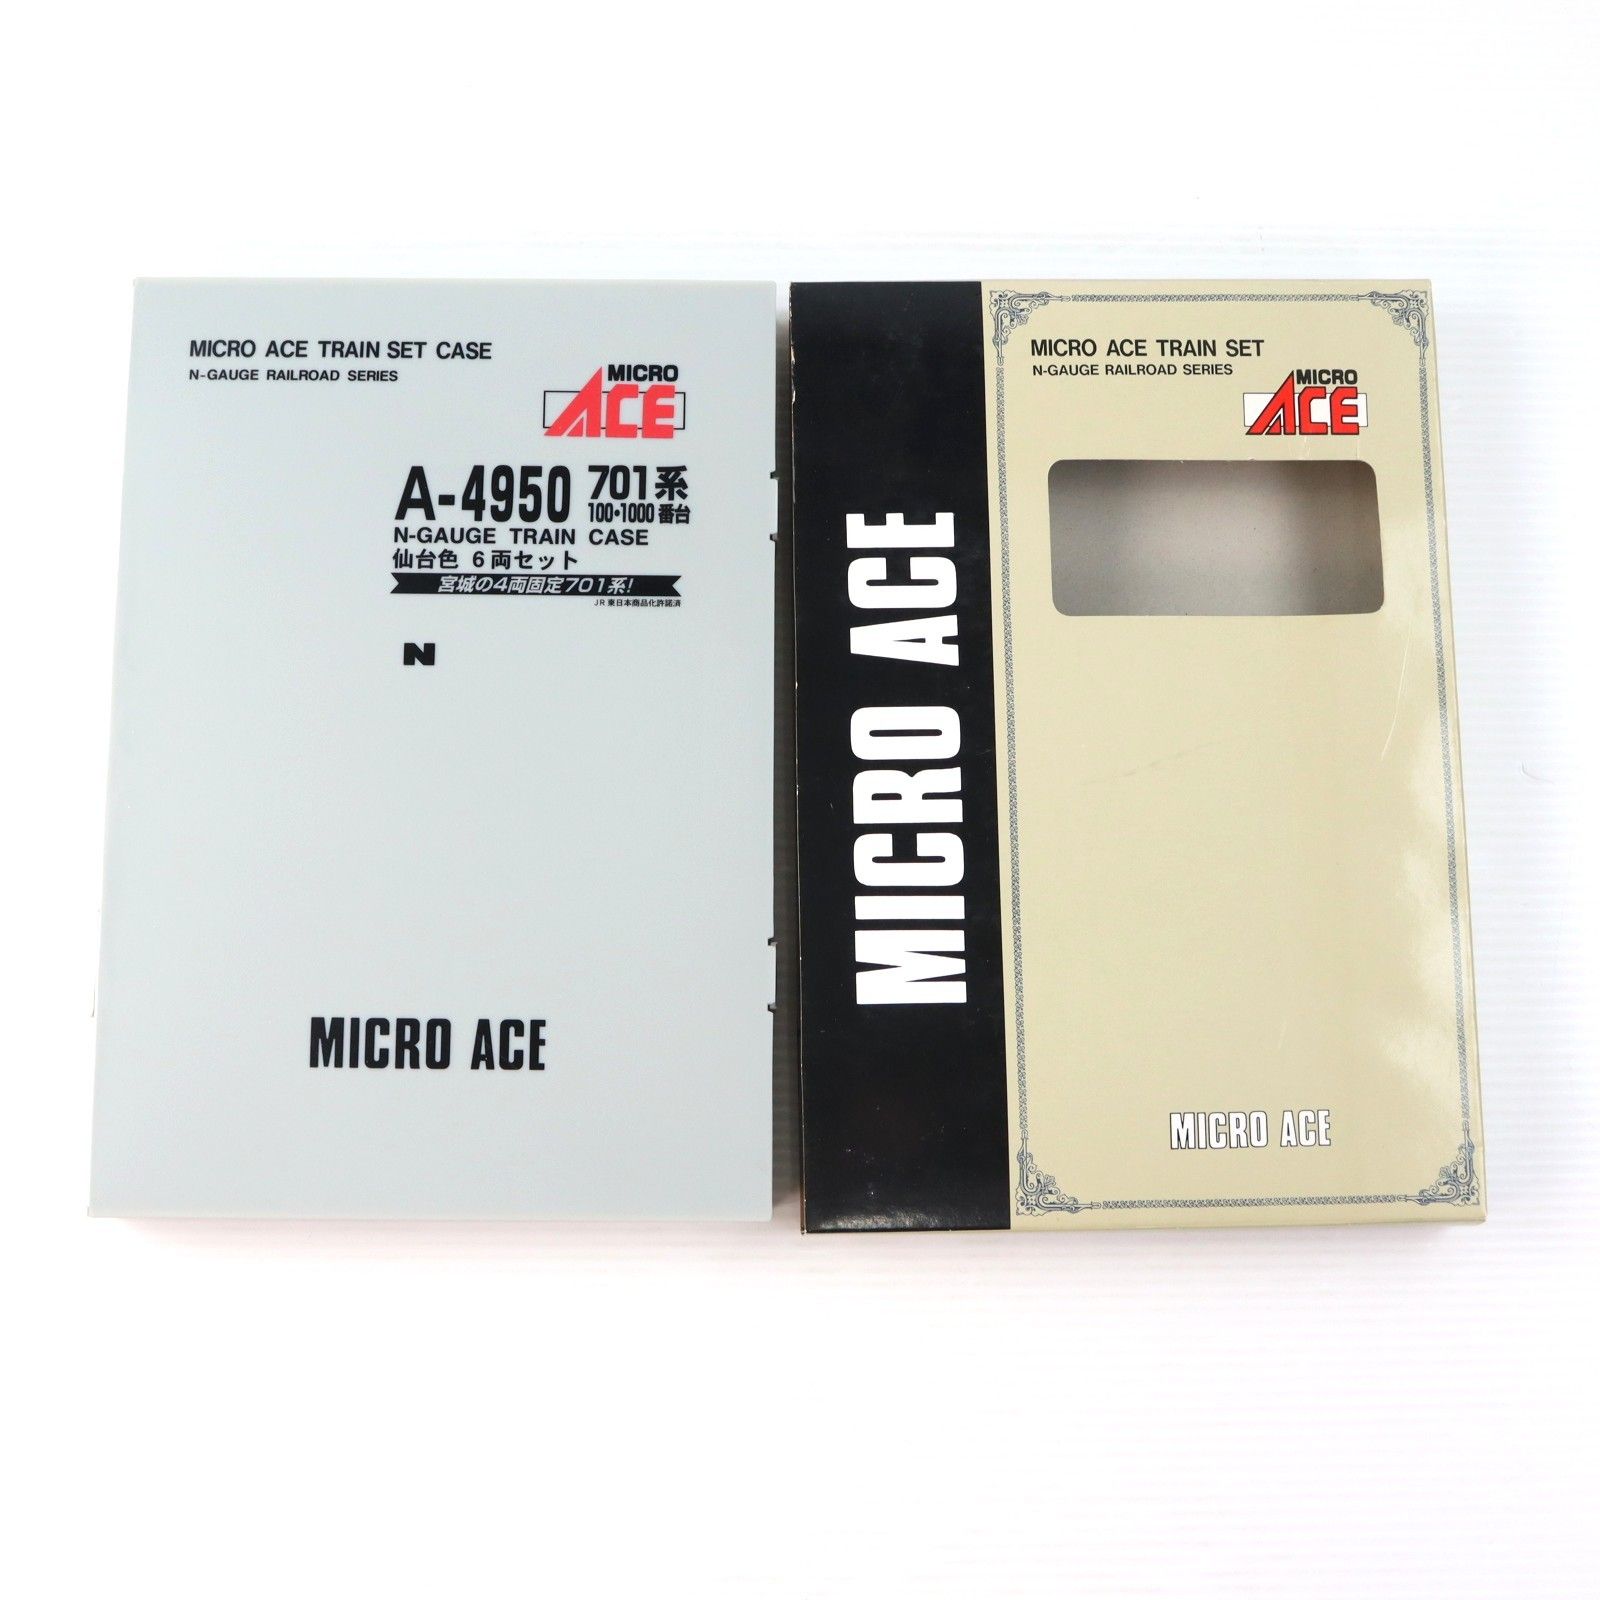 MICRO ACE TRAIN SET CASE
N-GAUGE RAILROAD SERIES
MICRO
ACE
A-4950 701系
100・1000番台
N-GAUGE TRAIN CASE
仙台色 6両セット
宮城の4両固定701系!
JR東日本商品化許諾済
N
MICRO ACE
MICRO ACE
MICRO ACE TRAIN SET
N-GAUGE RAILROAD SERIES
MICRO
ACE
MICRO ACE